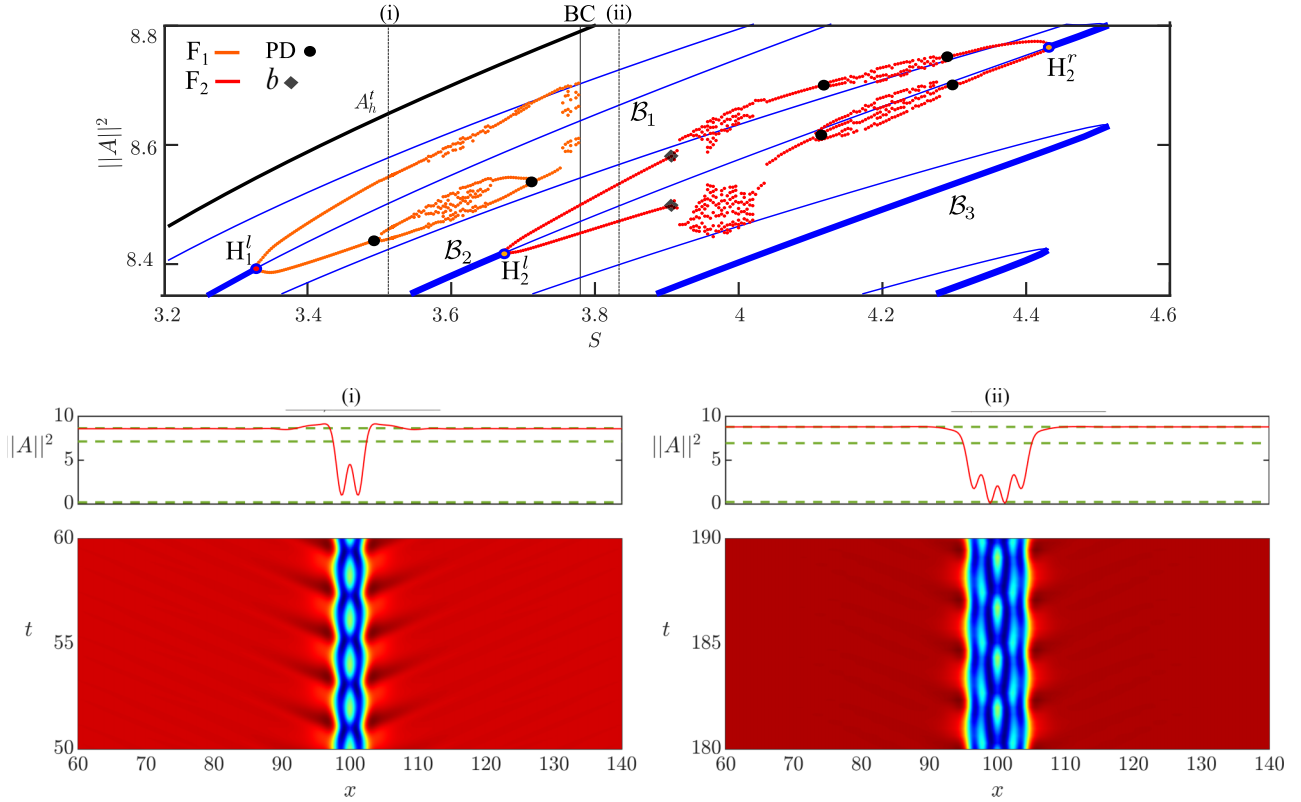 (i) BC (ii)
8.8
F₁ PD
F₂ b
A_h^t
B₁
H₂^r
||A||²
8.6
H₁^l
B₂
B₃
8.4
H₂^l
3.2 3.4 3.6 3.8 4 4.2 4.4 4.6
S
(i) (ii)
10 10
||A||² ||A||²
5 5
0 0
60 190
t 55 t 185
50 180
60 70 80 90 100 110 120 130 140 60 70 80 90 100 110 120 130 140
x x